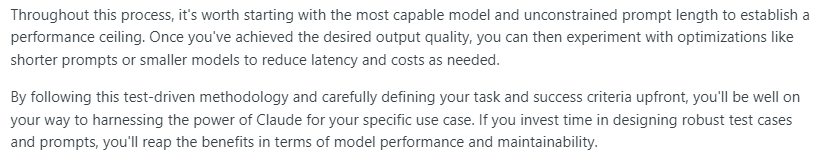 Throughout this process, it's worth starting with the most capable model and unconstrained prompt length to establish a
performance ceiling. Once you've achieved the desired output quality, you can then experiment with optimizations like
shorter prompts or smaller models to reduce latency and costs as needed.
By following this test-driven methodology and carefully defining your task and success criteria upfront, you'll be well on
your way to harnessing the power of Claude for your specific use case. If you invest time in designing robust test cases
and prompts, you'll reap the benefits in terms of model performance and maintainability.